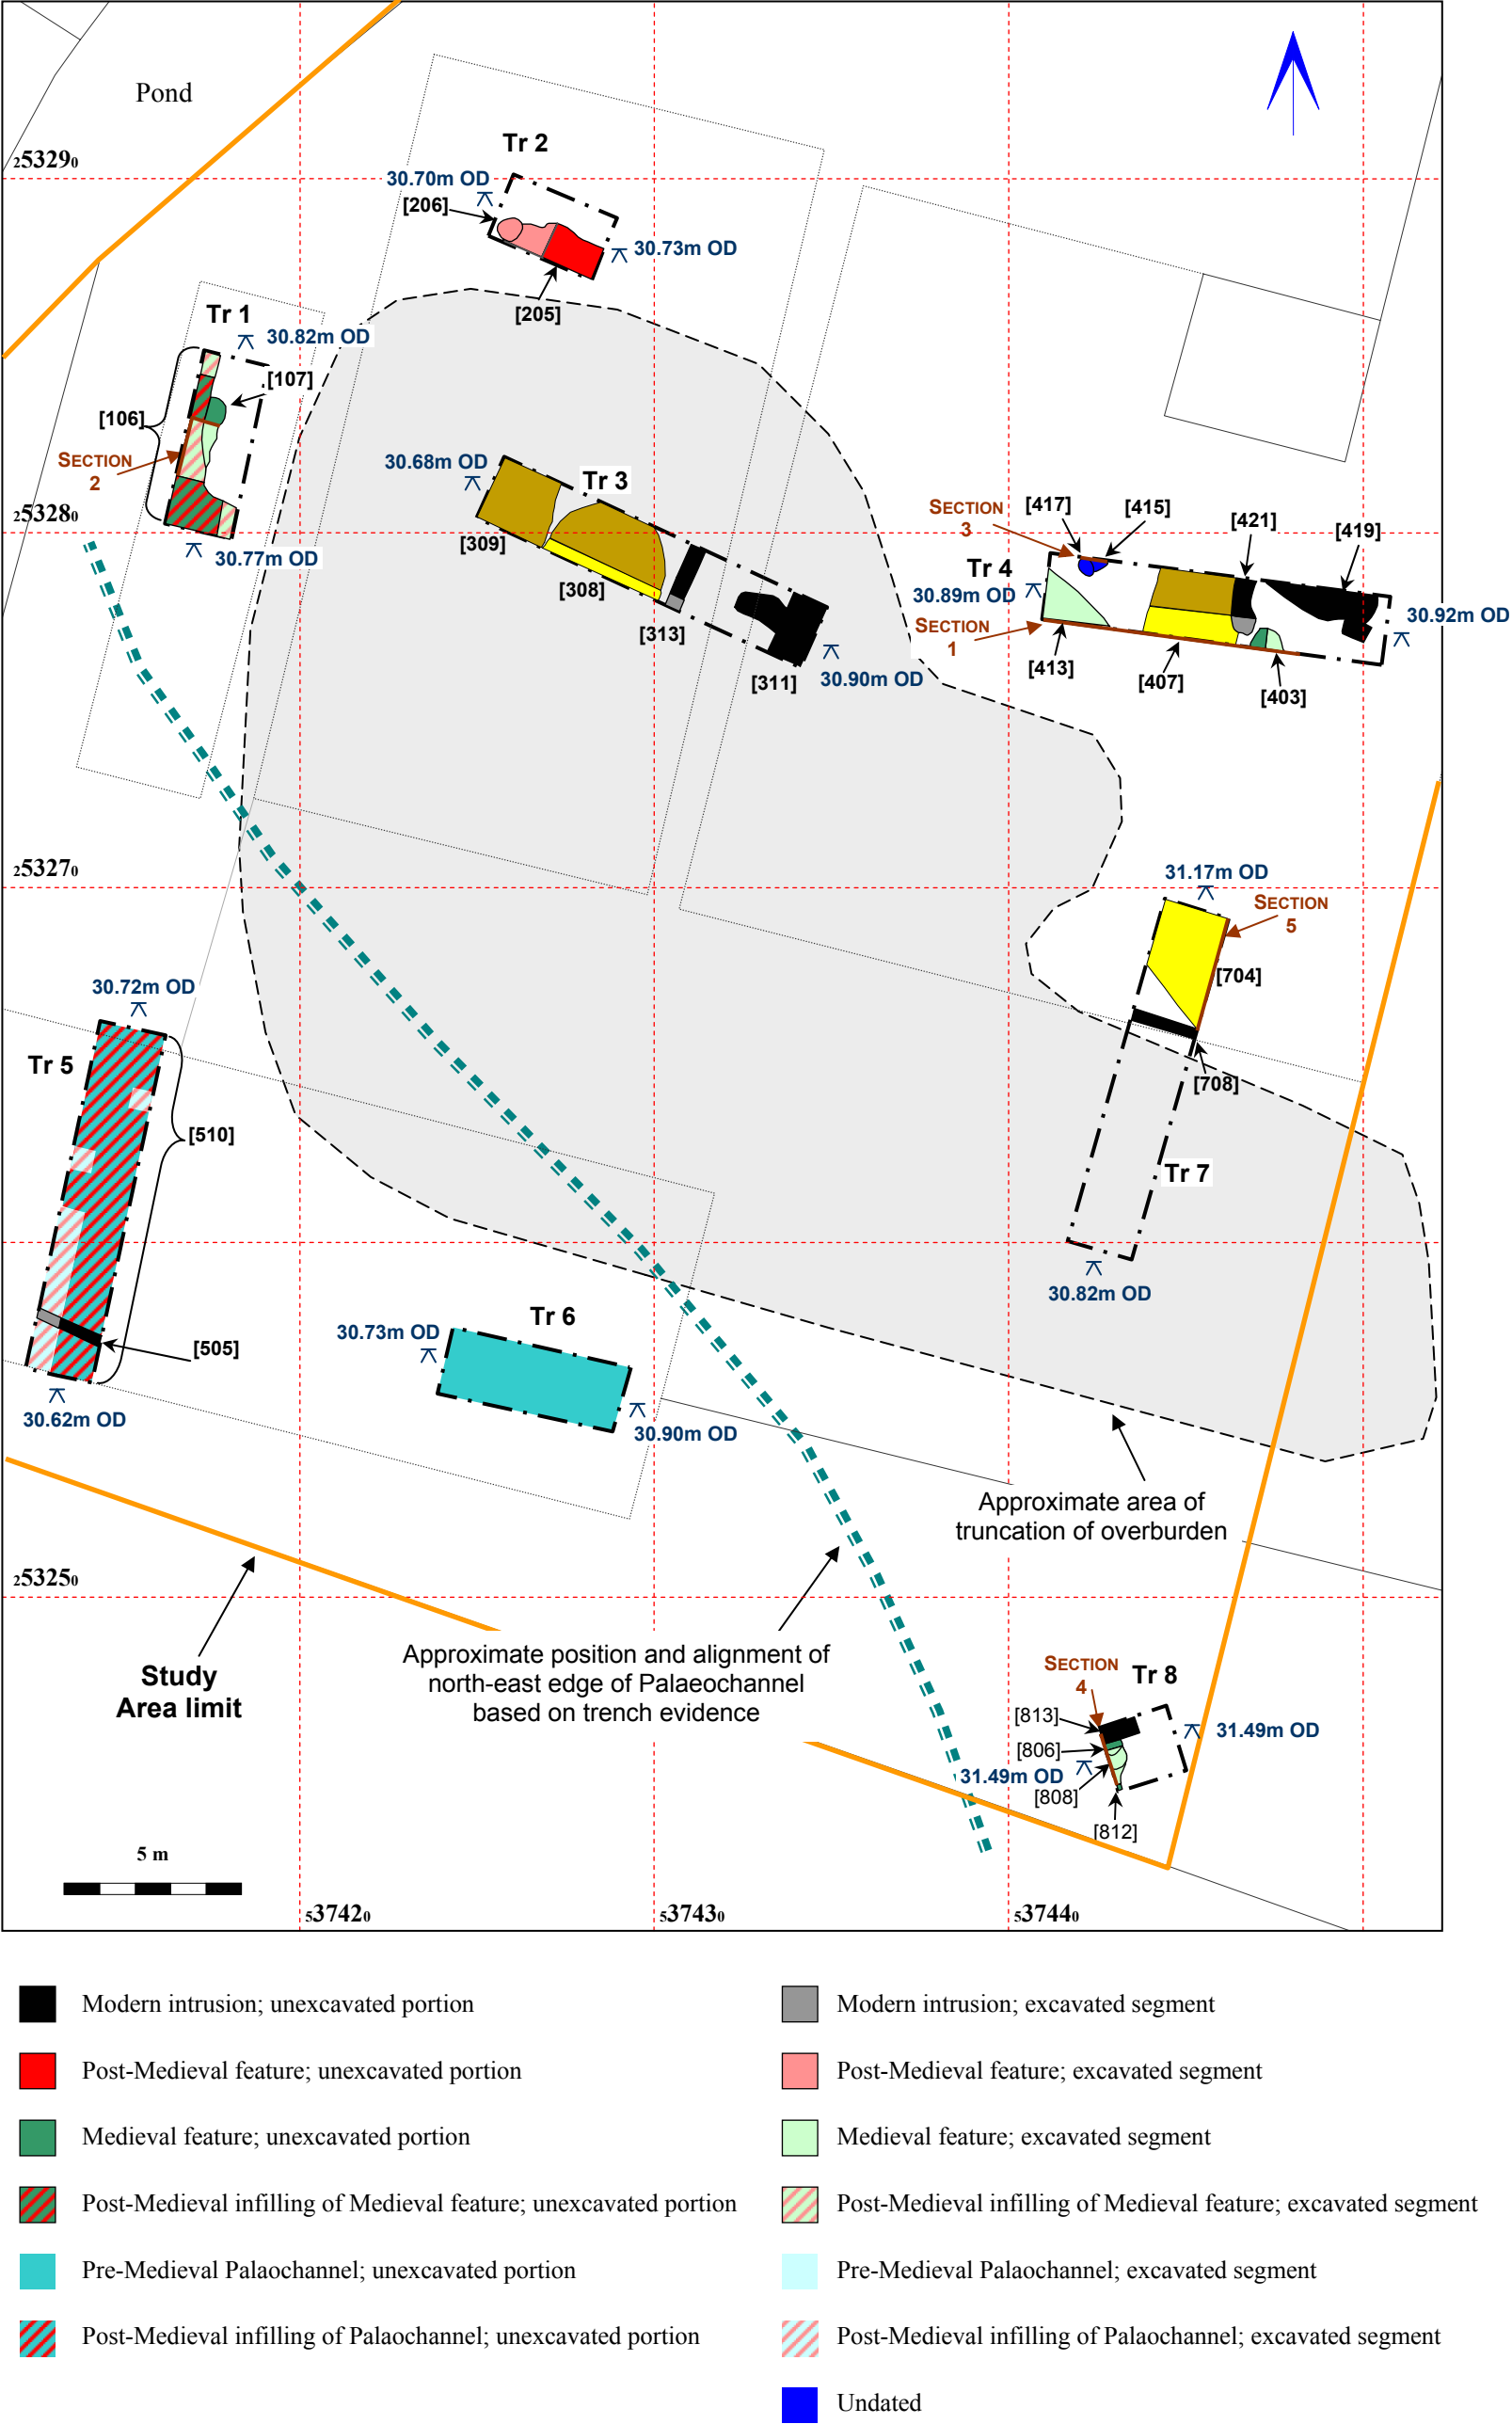 Pond
Tr 2
₂5329₀
30.70m OD
[206]
30.73m OD
[205]
Tr 1
30.82m OD
[107]
[106]
SECTION
2
30.68m OD
Tr 3
[309]
[308]
[313]
[311]
30.90m OD
₂5328₀
30.77m OD
SECTION
3
[417]
[415]
[421]
[419]
Tr 4
30.89m OD
SECTION
1
30.92m OD
[413]
[407]
[403]
₂5327₀
31.17m OD
SECTION
5
[704]
[708]
Tr 7
30.82m OD
30.72m OD
Tr 5
[510]
[505]
30.62m OD
Tr 6
30.73m OD
30.90m OD
Approximate area of
truncation of overburden
₂5325₀
Study
Area limit
Approximate position and alignment of
north-east edge of Palaeochannel
based on trench evidence
SECTION
4
Tr 8
[813]
31.49m OD
[806]
31.49m OD
[808]
[812]
5 m
₅3742₀
₅3743₀
₅3744₀
Modern intrusion; unexcavated portion
Modern intrusion; excavated segment
Post-Medieval feature; unexcavated portion
Post-Medieval feature; excavated segment
Medieval feature; unexcavated portion
Medieval feature; excavated segment
Post-Medieval infilling of Medieval feature; unexcavated portion
Post-Medieval infilling of Medieval feature; excavated segment
Pre-Medieval Palaochannel; unexcavated portion
Pre-Medieval Palaochannel; excavated segment
Post-Medieval infilling of Palaochannel; unexcavated portion
Post-Medieval infilling of Palaochannel; excavated segment
Undated